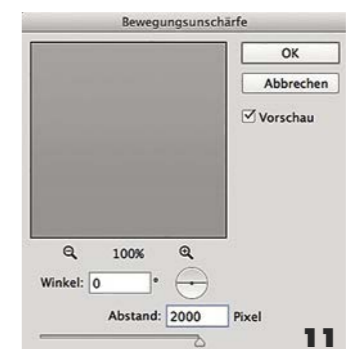 Bewegungsunschärfe
OK
Abbrechen
Vorschau
100%
Winkel: 0 °
Abstand: 2000 Pixel
11